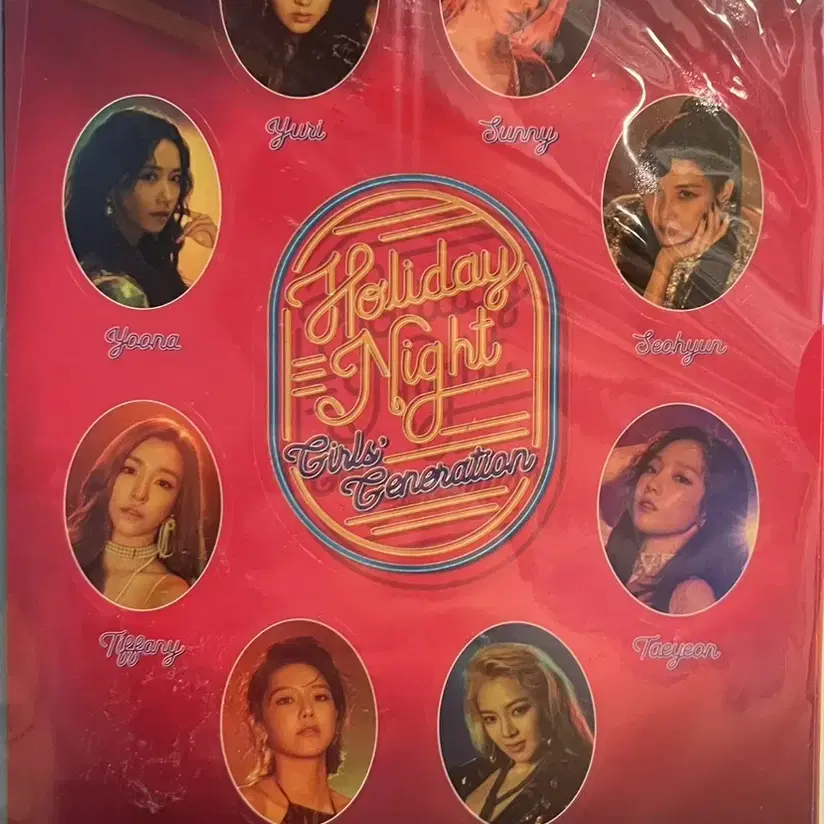 Yuri
Sunny
Yoona
Seohyun
Holiday
Night
Girls'
Generation
Tiffany
Taeyeon